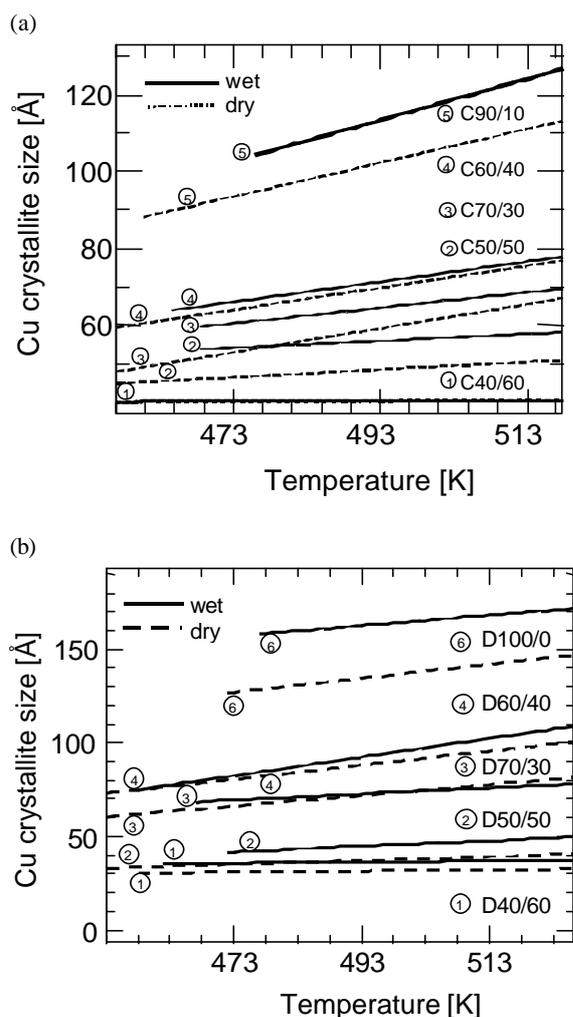 (a)
wet
dry
120
100
80
60
Cu crystallite size [Å]
5
5
5 C90/10
4 C60/40
3 C70/30
2 C50/50
1 C40/60
4
4
3
2
3
2
1
473
493
513
Temperature [K]
(b)
wet
dry
150
100
50
0
Cu crystallite size [Å]
6
6
6 D100/0
4 D60/40
3 D70/30
2 D50/50
1 D40/60
4
4
3
3
2
1
2
1
473
493
513
Temperature [K]